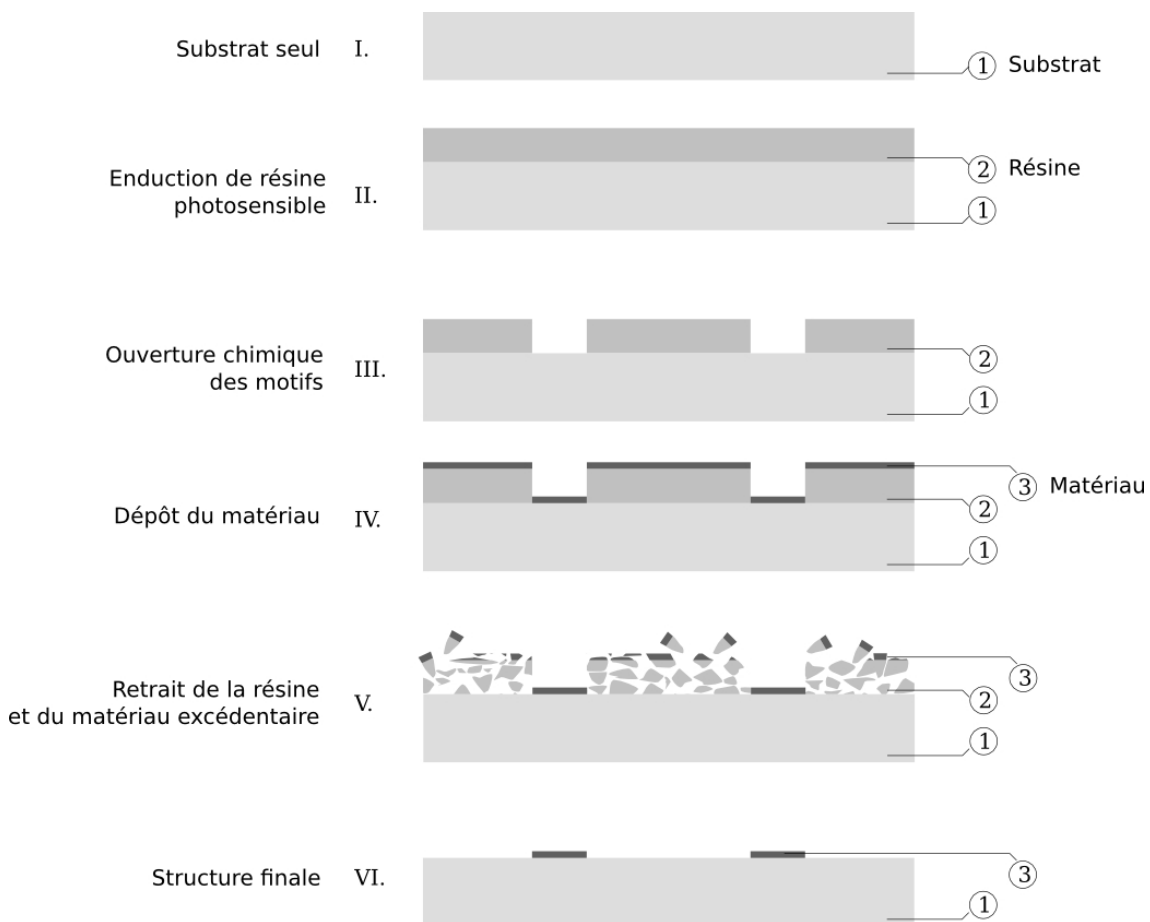 Substrat seul I.
① Substrat
Enduction de résine
photosensible II.
② Résine
①
Ouverture chimique
des motifs III.
②
①
Dépôt du matériau IV.
③ Matériau
②
①
Retrait de la résine
et du matériau excédentaire V.
③
②
①
Structure finale VI.
③
①